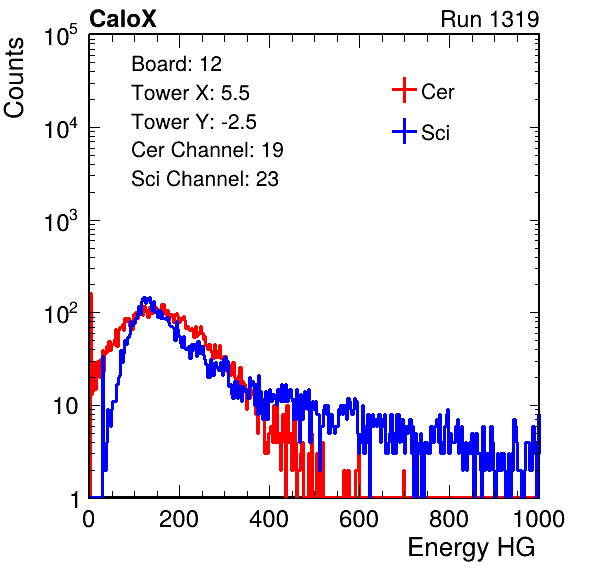 CaloX Run 1319
Counts
10^5
10^4
10^3
10^2
10
1
Board: 12
Tower X: 5.5
Tower Y: -2.5
Cer Channel: 19
Sci Channel: 23
Cer
Sci
0 200 400 600 800 1000
Energy HG